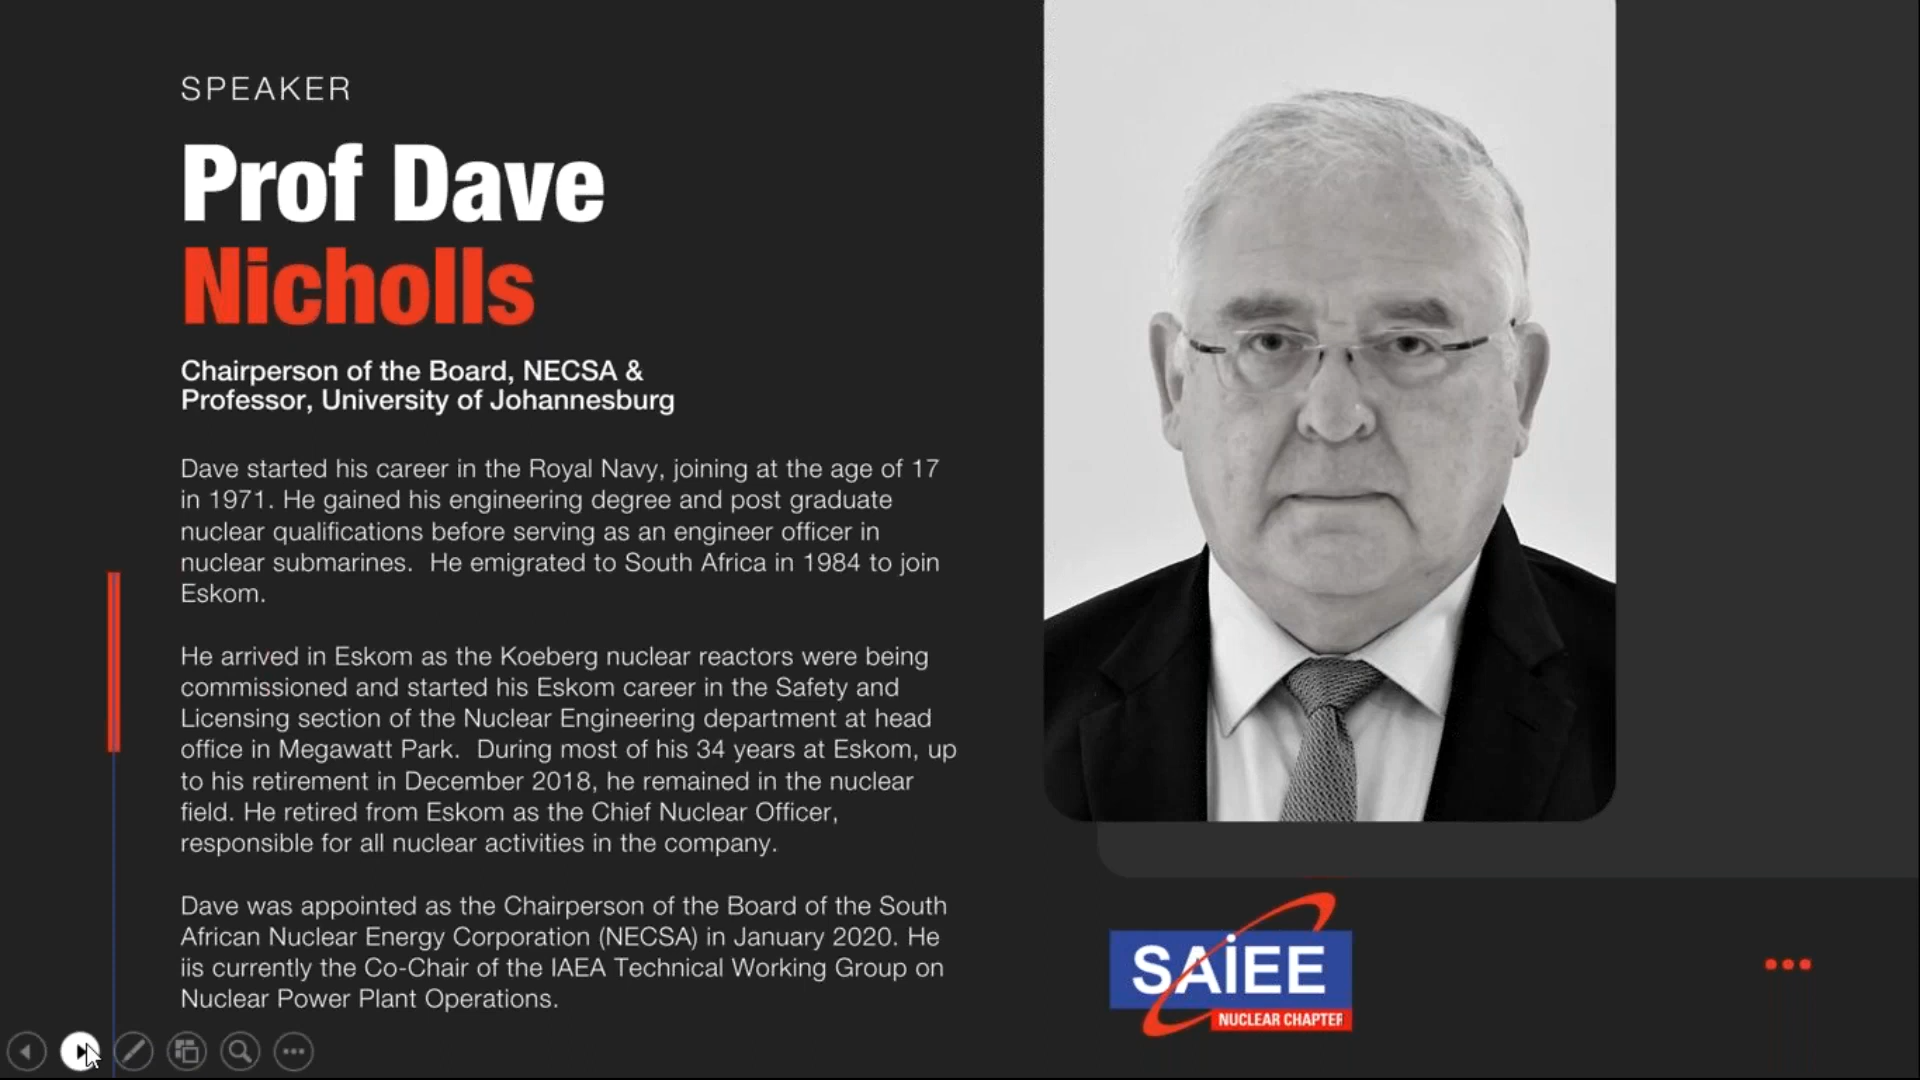 SPEAKER
Prof Dave
Nicholls
Chairperson of the Board, NECSA &
Professor, University of Johannesburg
Dave started his career in the Royal Navy, joining at the age of 17
in 1971. He gained his engineering degree and post graduate
nuclear qualifications before serving as an engineer officer in
nuclear submarines.  He emigrated to South Africa in 1984 to join
Eskom.
He arrived in Eskom as the Koeberg nuclear reactors were being
commissioned and started his Eskom career in the Safety and
Licensing section of the Nuclear Engineering department at head
office in Megawatt Park.  During most of his 34 years at Eskom, up
to his retirement in December 2018, he remained in the nuclear
field. He retired from Eskom as the Chief Nuclear Officer,
responsible for all nuclear activities in the company.
Dave was appointed as the Chairperson of the Board of the South
African Nuclear Energy Corporation (NECSA) in January 2020. He
iis currently the Co-Chair of the IAEA Technical Working Group on
Nuclear Power Plant Operations.
SAiEE
NUCLEAR CHAPTER